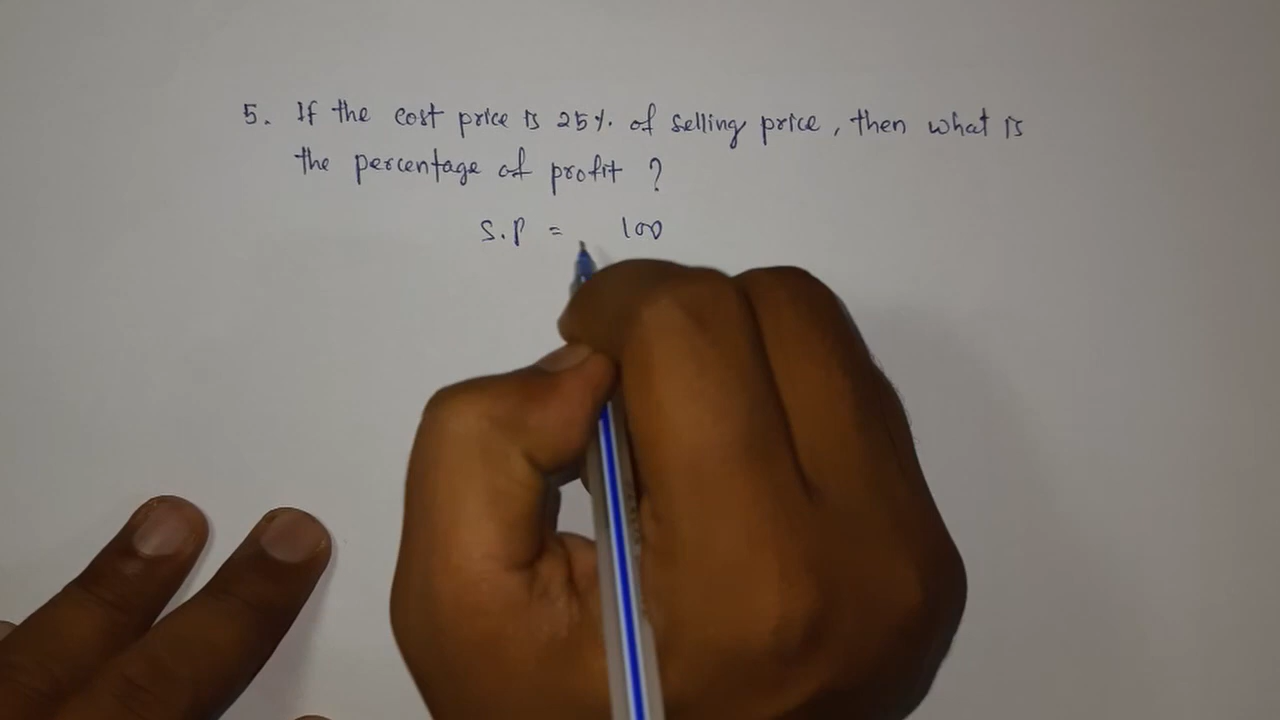 5. If the cost price is 25%. of selling price, then what is
the percentage of profit ?
S.P = 100